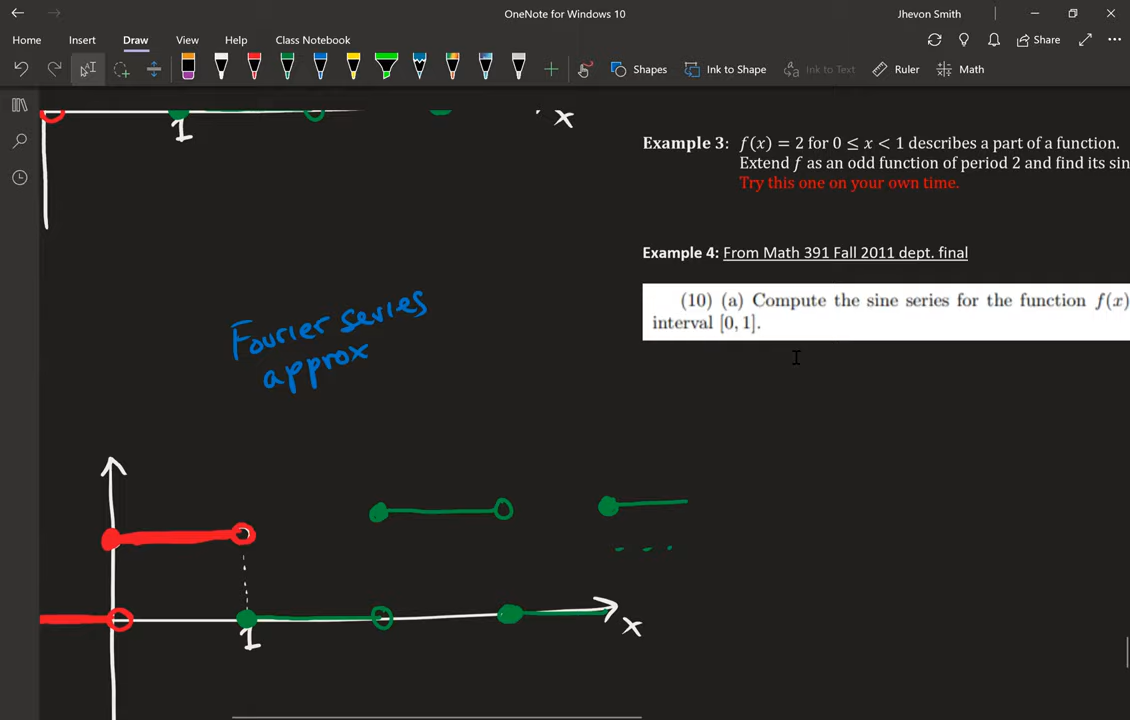 OneNote for Windows 10
Jhevon Smith
Home Insert Draw View Help Class Notebook
Share
Shapes Ink to Shape Ink to Text Ruler Math
x
1
Example 3: f(x) = 2 for 0 ≤ x < 1 describes a part of a function.
Extend f as an odd function of period 2 and find its sin
Try this one on your own time.
Example 4: From Math 391 Fall 2011 dept. final
(10) (a) Compute the sine series for the function f(x)
interval [0, 1].
Fourier series
approx
x
1